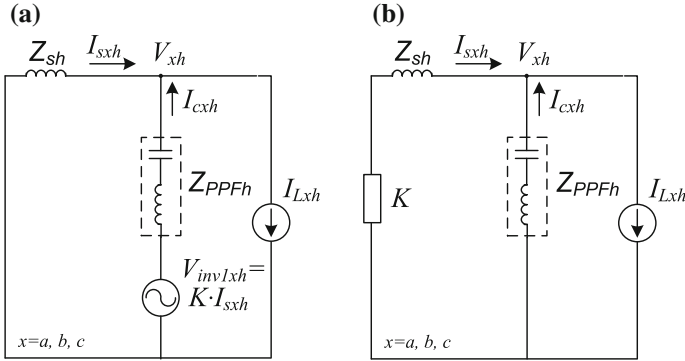 (a)
(b)
Z_sh
I_sxh
V_xh
I_cxh
Z_PPFh
I_Lxh
V_inv1xh=
K·I_sxh
x=a, b, c
Z_sh
I_sxh
V_xh
I_cxh
K
Z_PPFh
I_Lxh
x=a, b, c